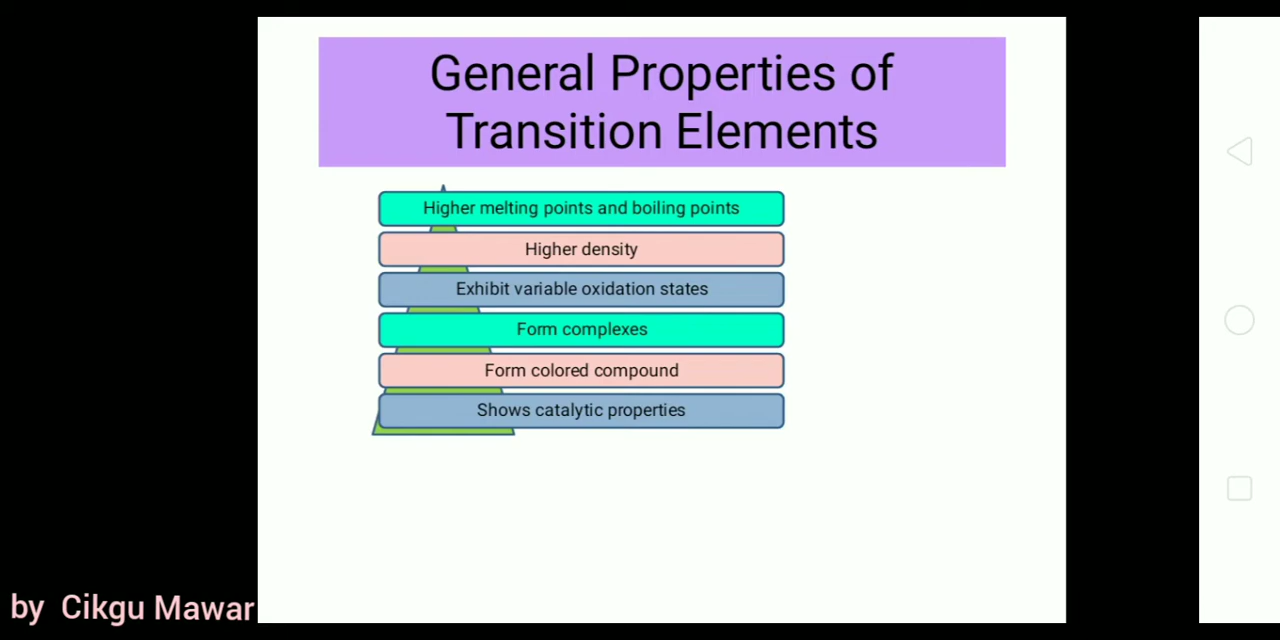 General Properties of
Transition Elements
Higher melting points and boiling points
Higher density
Exhibit variable oxidation states
Form complexes
Form colored compound
Shows catalytic properties
by Cikgu Mawar